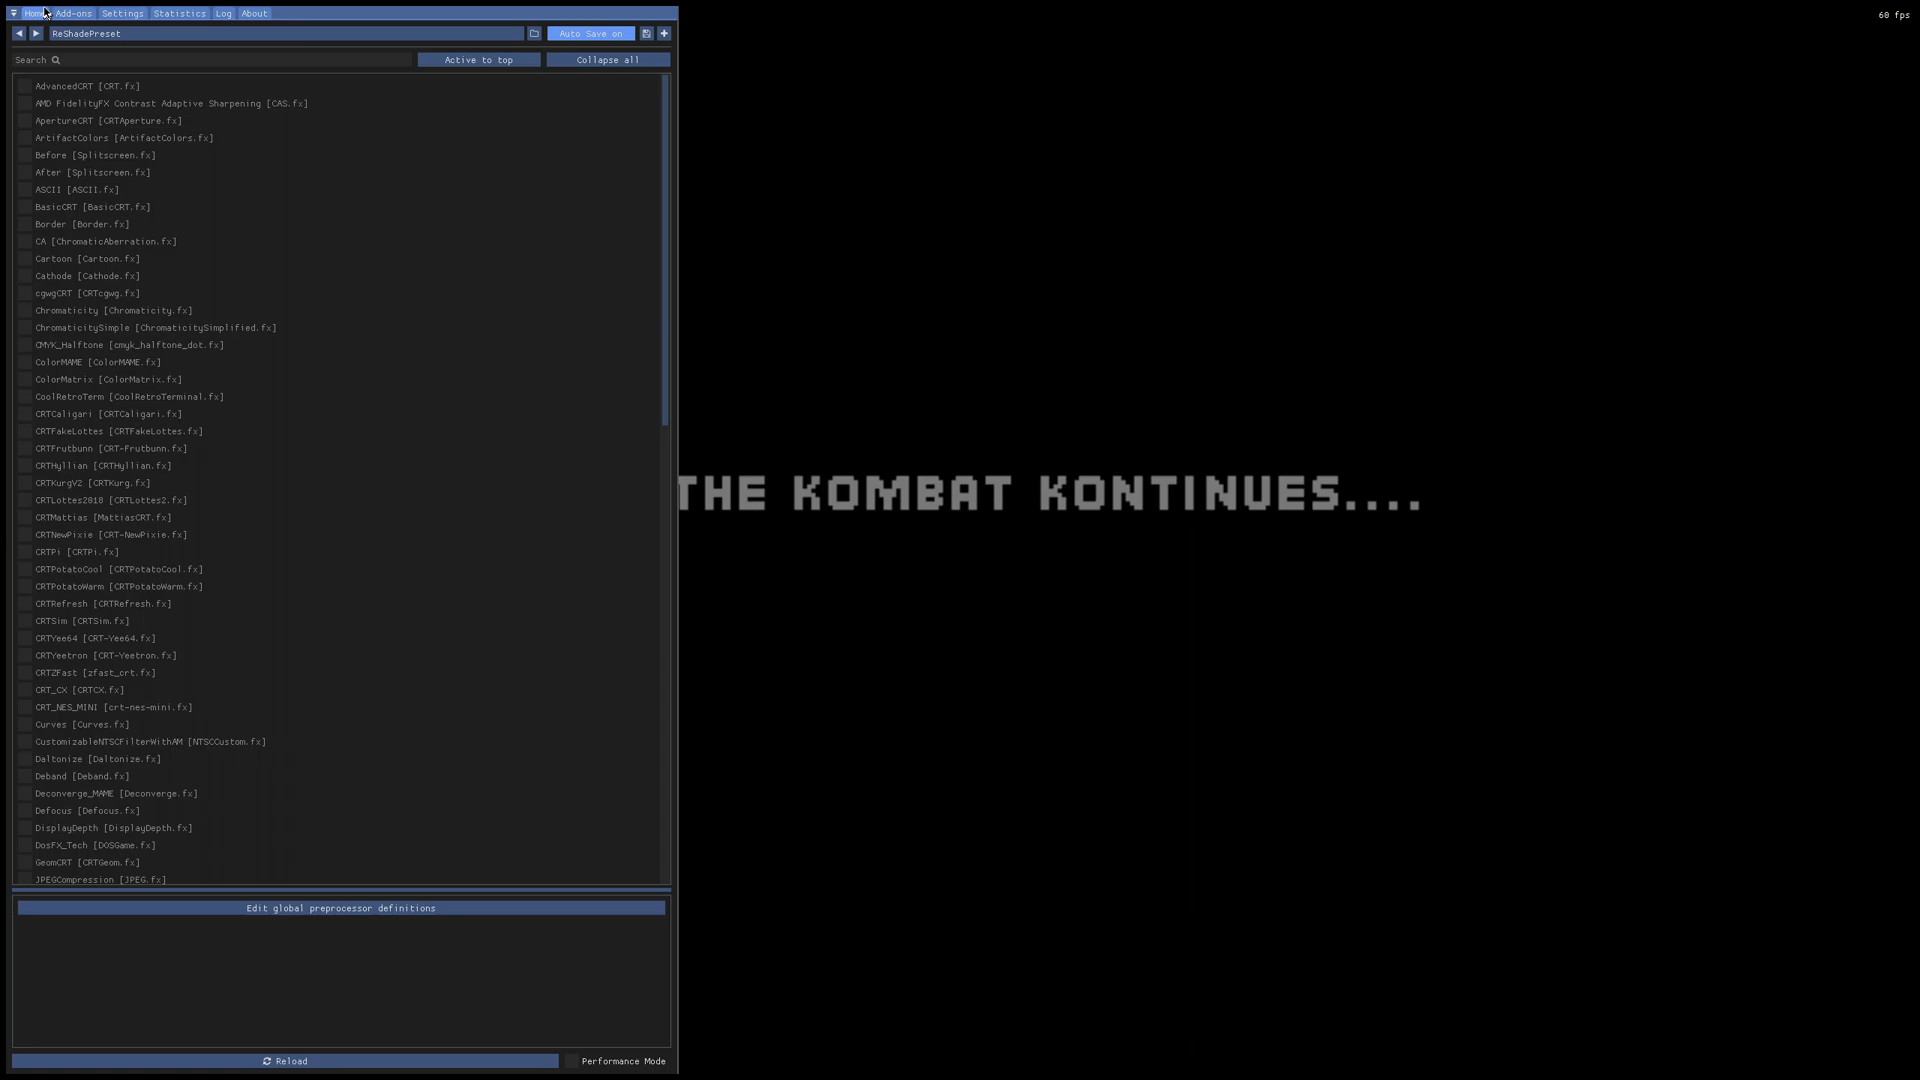 Home Add-ons Settings Statistics Log About
60 fps
ReShadePreset
Auto Save on
Search
Active to top
Collapse all
AdvancedCRT [CRT.fx]
AMD FidelityFX Contrast Adaptive Sharpening [CAS.fx]
ApertureCRT [CRTAperture.fx]
ArtifactColors [ArtifactColors.fx]
Before [Splitscreen.fx]
After [Splitscreen.fx]
ASCII [ASCII.fx]
BasicCRT [BasicCRT.fx]
Border [Border.fx]
CA [ChromaticAberration.fx]
Cartoon [Cartoon.fx]
Cathode [Cathode.fx]
cgwgCRT [CRTcgwg.fx]
Chromaticity [Chromaticity.fx]
ChromaticitySimple [ChromaticitySimplified.fx]
CMYK_Halftone [cmyk_halftone_dot.fx]
ColorMAME [ColorMAME.fx]
ColorMatrix [ColorMatrix.fx]
CoolRetroTerm [CoolRetroTerminal.fx]
CRTCaligari [CRTCaligari.fx]
CRTFakeLottes [CRTFakeLottes.fx]
CRTFrutbunn [CRT-Frutbunn.fx]
CRTHyllian [CRTHyllian.fx]
CRTKurgV2 [CRTKurg.fx]
CRTLottes2018 [CRTLottes2.fx]
CRTMattias [MattiasCRT.fx]
CRTNewPixie [CRT-NewPixie.fx]
CRTPi [CRTPi.fx]
CRTPotatoCool [CRTPotatoCool.fx]
CRTPotatoWarm [CRTPotatoWarm.fx]
CRTRefresh [CRTRefresh.fx]
CRTSim [CRTSim.fx]
CRTYee64 [CRT-Yee64.fx]
CRTYeetron [CRT-Yeetron.fx]
CRTZFast [zfast_crt.fx]
CRT_CX [CRTCX.fx]
CRT_NES_MINI [crt-nes-mini.fx]
Curves [Curves.fx]
CustomizableNTSCFilterWithAM [NTSCCustom.fx]
Daltonize [Daltonize.fx]
Deband [Deband.fx]
Deconverge_MAME [Deconverge.fx]
Defocus [Defocus.fx]
DisplayDepth [DisplayDepth.fx]
DosFX_Tech [DOSGame.fx]
GeomCRT [CRTGeom.fx]
JPEGCompression [JPEG.fx]
THE KOMBAT KONTINUES....
Edit global preprocessor definitions
Reload
Performance Mode